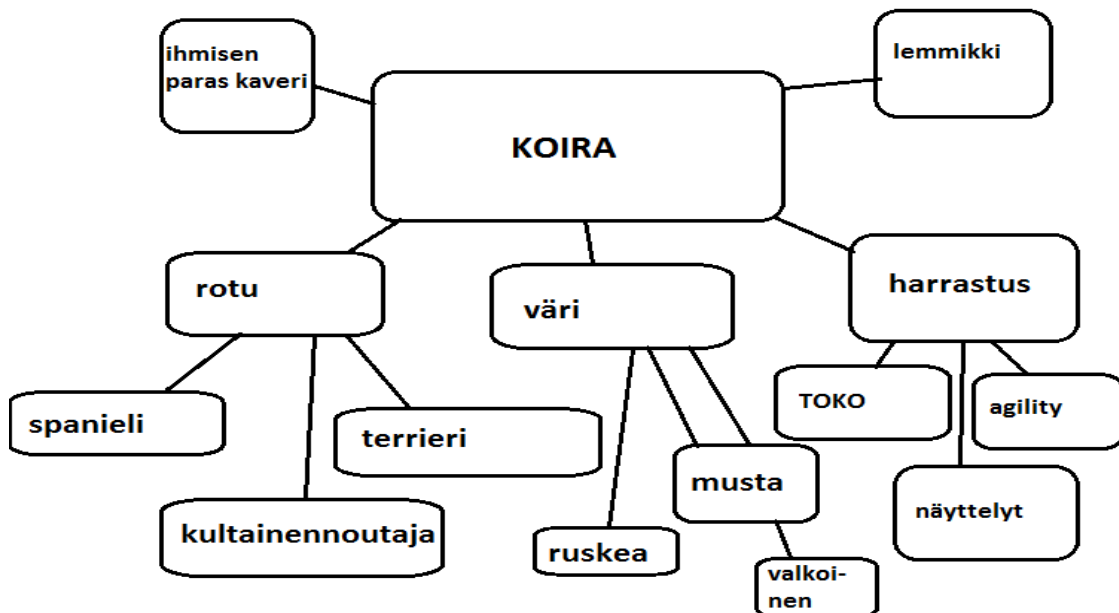 ihmisen
paras kaveri
lemmikki
KOIRA
rotu
väri
harrastus
spanieli
terrieri
TOKO
agility
kultainennoutaja
ruskea
musta
näyttelyt
valkoi-
nen